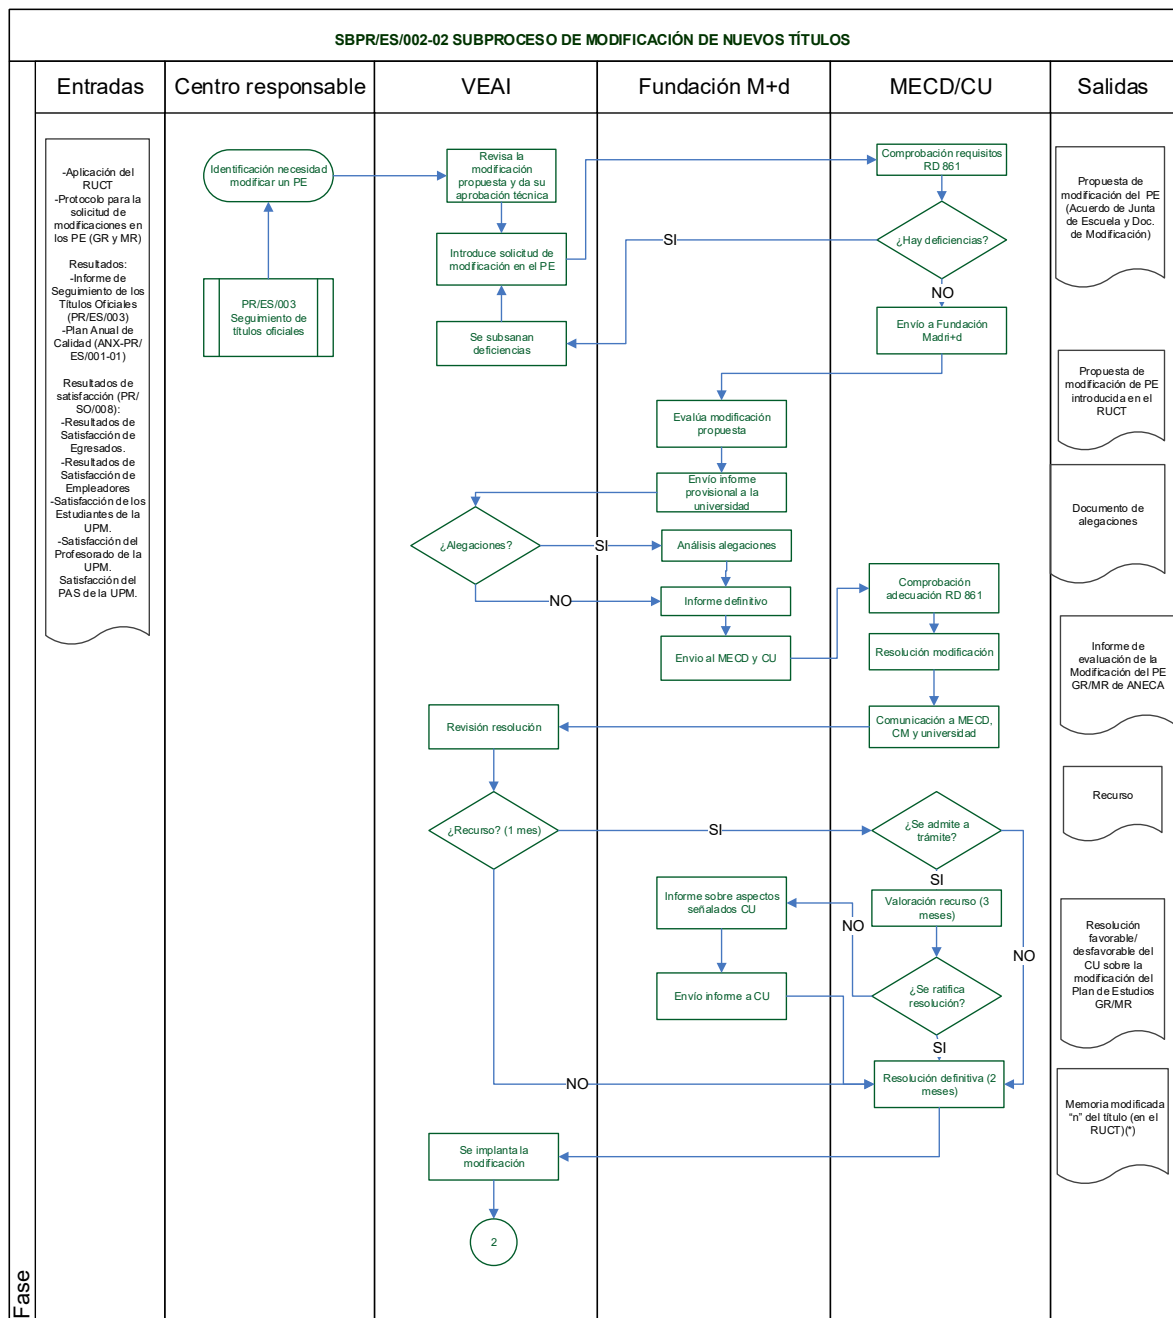 SBPR/ES/002-02 SUBPROCESO DE MODIFICACIÓN DE NUEVOS TÍTULOS
Entradas
Centro responsable
VEAI
Fundación M+d
MECD/CU
Salidas
-Aplicación del
RUCT
-Protocolo para la
solicitud de
modificaciones en
los PE (GR y MR)
Resultados:
-Informe de
Seguimiento de los
Títulos Oficiales
(PR/ES/003)
-Plan Anual de
Calidad (ANX-PR/
ES/001-01)
Resultados de
satisfacción (PR/
SO/008):
-Resultados de
Satisfacción de
Egresados.
-Resultados de
Satisfacción de
Empleadores
-Satisfacción de los
Estudiantes de la
UPM.
-Satisfacción del
Profesorado de la
UPM.
Satisfacción del
PAS de la UPM.
Identificación necesidad
modificar un PE
PR/ES/003
Seguimiento de
títulos oficiales
Revisa la
modificación
propuesta y da su
aprobación técnica
Introduce solicitud de
modificación en el PE
Se subsanan
deficiencias
Comprobación requisitos
RD 861
¿Hay deficiencias?
SI
NO
Envío a Fundación
Madri+d
Evalúa modificación
propuesta
Envío informe
provisional a la
universidad
¿Alegaciones?
SI
Análisis alegaciones
NO
Informe definitivo
Envio al MECD y CU
Comprobación
adecuación RD 861
Resolución modificación
Comunicación a MECD,
CM y universidad
Revisión resolución
¿Recurso? (1 mes)
SI
¿Se admite a
trámite?
SI
NO
Valoración recurso (3
meses)
¿Se ratifica
resolución?
NO
SI
Informe sobre aspectos
señalados CU
Envío informe a CU
NO
Resolución definitiva (2
meses)
Se implanta la
modificación
2
Propuesta de
modificación del PE
(Acuerdo de Junta
de Escuela y Doc.
de Modificación)
Propuesta de
modificación de PE
introducida en el
RUCT
Documento de
alegaciones
Informe de
evaluación de la
Modificación del PE
GR/MR de ANECA
Recurso
Resolución
favorable/
desfavorable del
CU sobre la
modificación del
Plan de Estudios
GR/MR
Memoria modificada
“n” del título (en el
RUCT)(*)
Fase